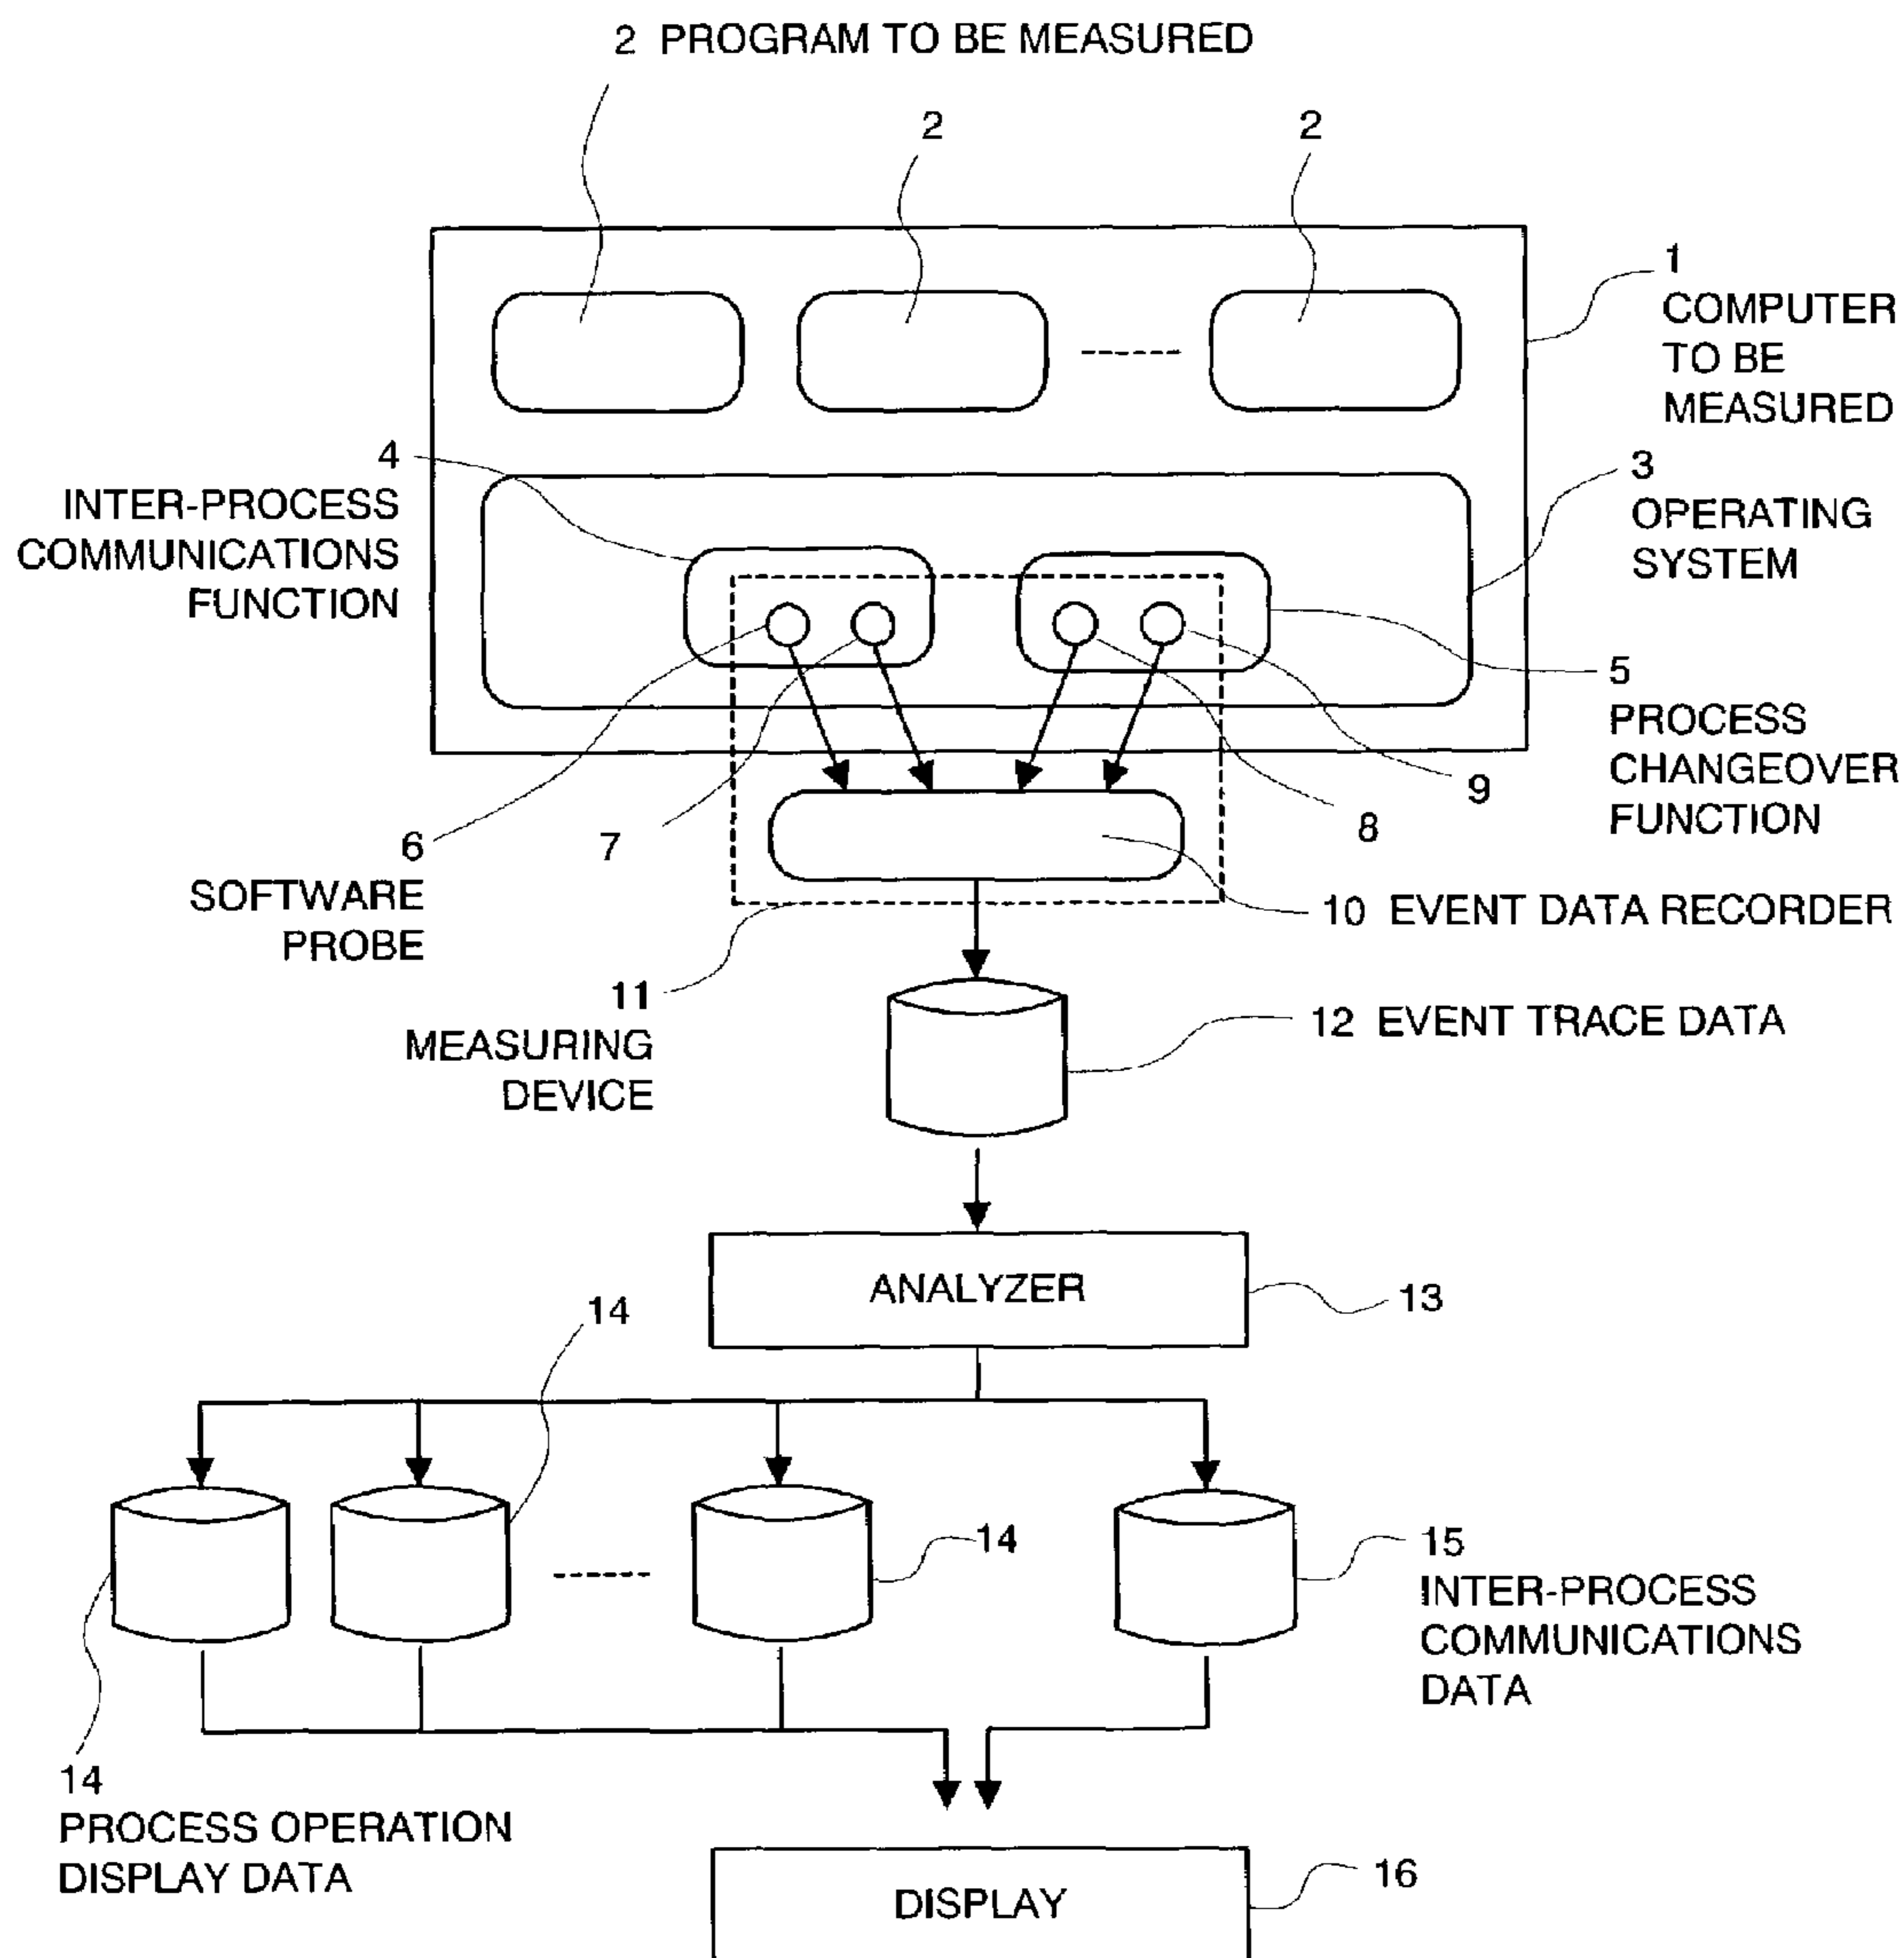 2 PROGRAM TO BE MEASURED
2
2
1
COMPUTER
TO BE
MEASURED
4
INTER-PROCESS
COMMUNICATIONS
FUNCTION
3
OPERATING
SYSTEM
5
PROCESS
CHANGEOVER
FUNCTION
6
SOFTWARE
PROBE
7
8
9
10 EVENT DATA RECORDER
11
MEASURING
DEVICE
12 EVENT TRACE DATA
ANALYZER
13
14
14
15
INTER-PROCESS
COMMUNICATIONS
DATA
14
PROCESS OPERATION
DISPLAY DATA
DISPLAY
16